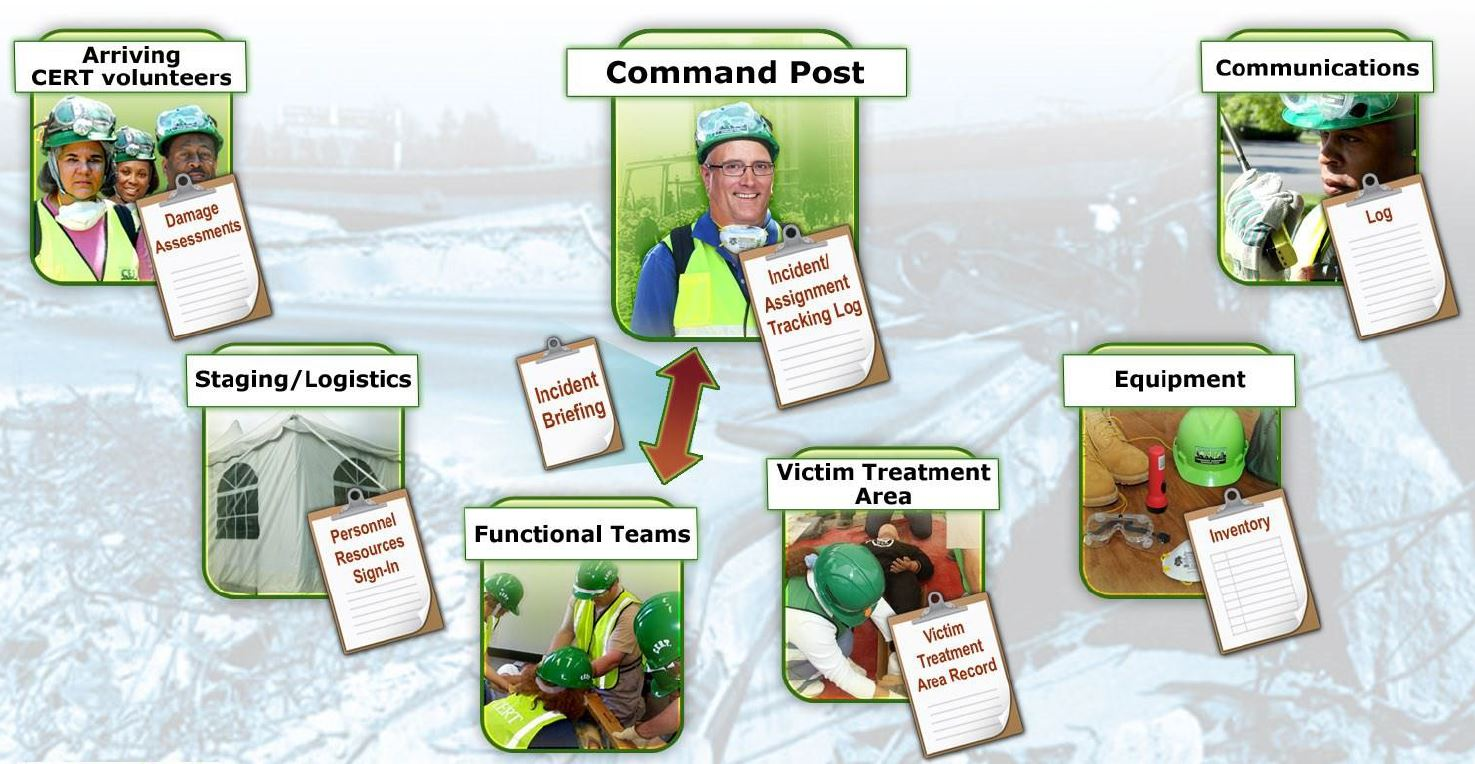 Arriving
CERT volunteers
Damage
Assessments
Command Post
Incident/
Assignment
Tracking Log
Communications
Log
Staging/Logistics
Personnel
Resources
Sign-In
Incident
Briefing
Functional Teams
CERT
C.E.R.T.
Victim Treatment
Area
Victim
Treatment
Area Record
Equipment
Inventory